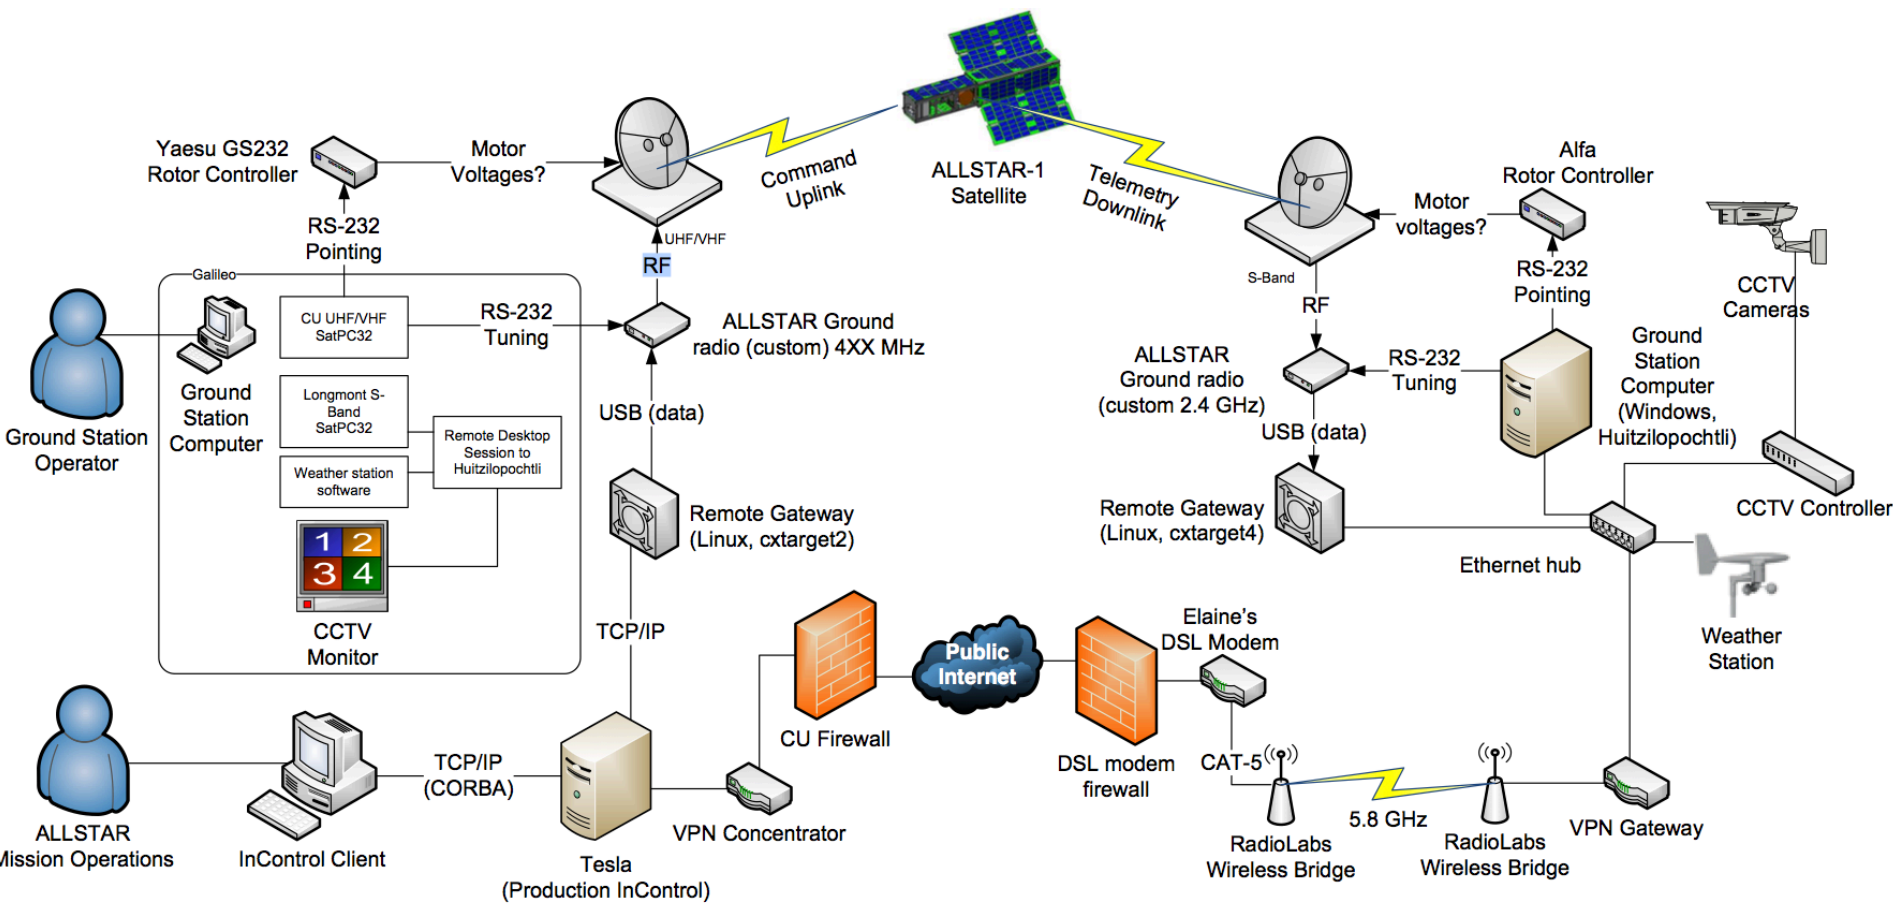 Yaesu GS232
Rotor Controller
Motor
Voltages?
Command
Uplink
ALLSTAR-1
Satellite
Telemetry
Downlink
Alfa
Rotor Controller
Motor
voltages?
RS-232
Pointing
UHF/VHF
RF
S-Band
RF
RS-232
Pointing
CCTV
Cameras
Galileo
CU UHF/VHF
SatPC32
RS-232
Tuning
ALLSTAR Ground
radio (custom) 4XX MHz
ALLSTAR
Ground radio
(custom 2.4 GHz)
RS-232
Tuning
Ground
Station
Computer
(Windows,
Huitzilopochtli)
Ground Station
Operator
Ground
Station
Computer
Longmont S-
Band
SatPC32
Remote Desktop
Session to
Huitzilopochtli
Weather station
software
USB (data)
USB (data)
1 2
3 4
CCTV
Monitor
Remote Gateway
(Linux, cxtarget2)
Remote Gateway
(Linux, cxtarget4)
CCTV Controller
Ethernet hub
Weather
Station
TCP/IP
Public
Internet
Elaine's
DSL Modem
CU Firewall
DSL modem
firewall
CAT-5
5.8 GHz
RadioLabs
Wireless Bridge
RadioLabs
Wireless Bridge
VPN Gateway
ALLSTAR
Mission Operations
InControl Client
TCP/IP
(CORBA)
Tesla
(Production InControl)
VPN Concentrator